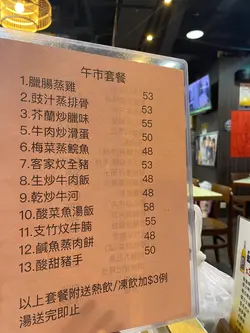 午市套餐
1.臘腸蒸雞 53
2.豉汁蒸排骨 53
3.芥蘭炒臘味 53
5.牛肉炒滑蛋 50
6.梅菜蒸鯇魚 48
7.客家炆全豬 53
8.生炒牛肉飯 48
9.乾炒牛河 48
10.酸菜魚湯飯 50
11.支竹炆牛腩 55
12.鹹魚蒸肉餅 48
13.酸甜豬手 50
以上套餐附送熱飲/凍飲加$3例
湯送完即止